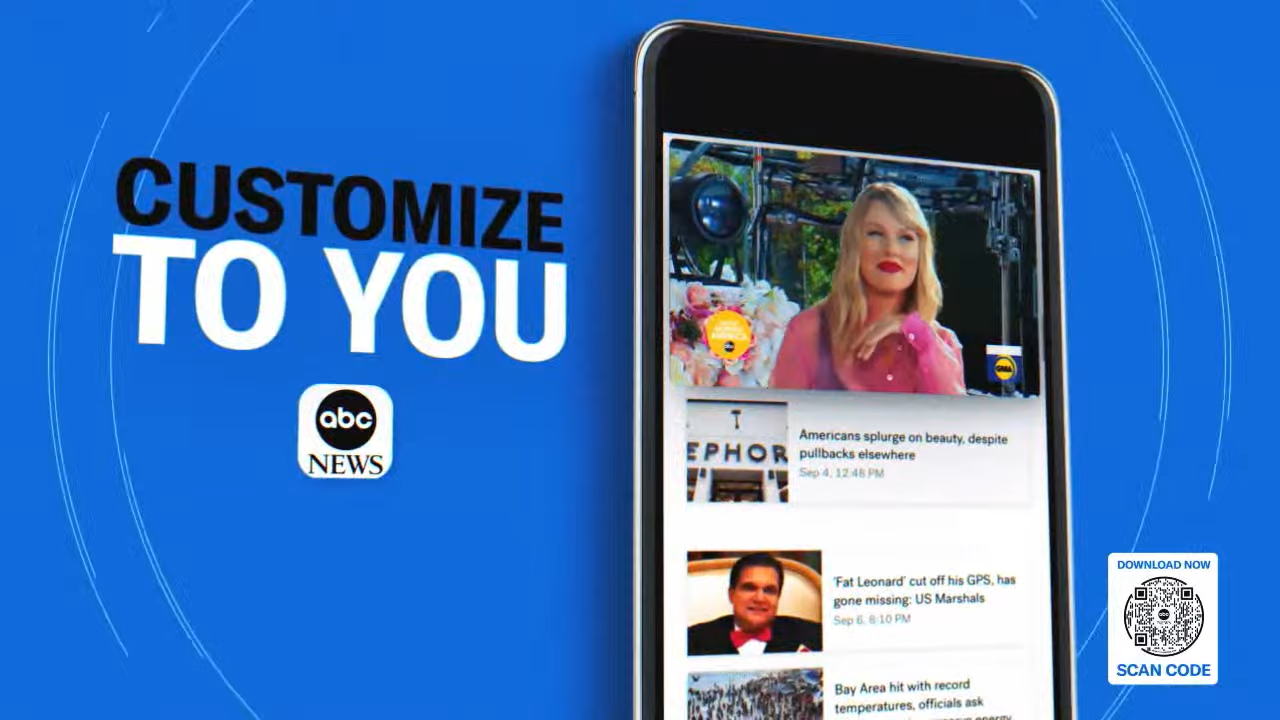 CUSTOMIZE
TO YOU
abc
NEWS
GMA
EPHOR
Americans splurge on beauty, despite
pullbacks elsewhere
Sep 4, 12:48 PM
'Fat Leonard' cut off his GPS, has
gone missing: US Marshals
Sep 6, 8:10 PM
Bay Area hit with record
temperatures, officials ask
DOWNLOAD NOW
SCAN CODE